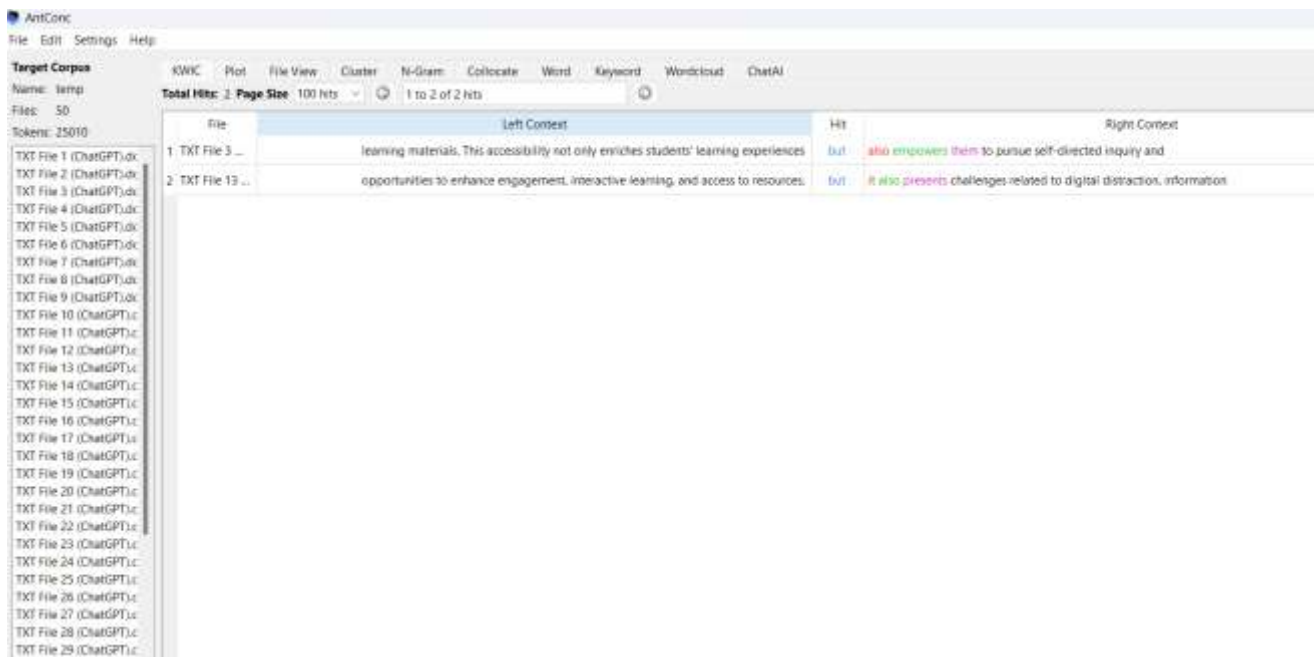 AntConc
File Edit Settings Help
Target Corpus
Name: temp
Files: 50
Tokens: 25010
KWIC Plot File View Cluster N-Gram Collocate Word Keyword Wordcloud ChatAI
Total Hits: 2 Page Size 100 hits 1 to 2 of 2 hits
File Left Context Hit Right Context
1 TXT File 3 ... learning materials. This accessibility not only enriches students' learning experiences but also empowers them to pursue self-directed inquiry and
2 TXT File 13 ... opportunities to enhance engagement, interactive learning, and access to resources, but it also presents challenges related to digital distraction, information
TXT File 1 (ChatGPT).dc
TXT File 2 (ChatGPT).dc
TXT File 3 (ChatGPT).dc
TXT File 4 (ChatGPT).dc
TXT File 5 (ChatGPT).dc
TXT File 6 (ChatGPT).dc
TXT File 7 (ChatGPT).dc
TXT File 8 (ChatGPT).dc
TXT File 9 (ChatGPT).dc
TXT File 10 (ChatGPT).c
TXT File 11 (ChatGPT).c
TXT File 12 (ChatGPT).c
TXT File 13 (ChatGPT).c
TXT File 14 (ChatGPT).c
TXT File 15 (ChatGPT).c
TXT File 16 (ChatGPT).c
TXT File 17 (ChatGPT).c
TXT File 18 (ChatGPT).c
TXT File 19 (ChatGPT).c
TXT File 20 (ChatGPT).c
TXT File 21 (ChatGPT).c
TXT File 22 (ChatGPT).c
TXT File 23 (ChatGPT).c
TXT File 24 (ChatGPT).c
TXT File 25 (ChatGPT).c
TXT File 26 (ChatGPT).c
TXT File 27 (ChatGPT).c
TXT File 28 (ChatGPT).c
TXT File 29 (ChatGPT).c